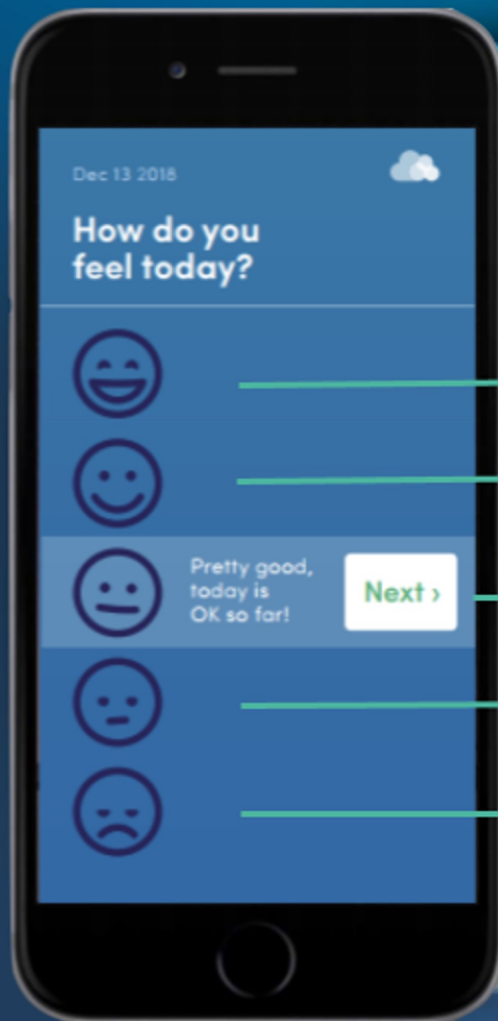 Dec 13 2018
How do you
feel today?
Pretty good,
today is
OK so far!
Next ›